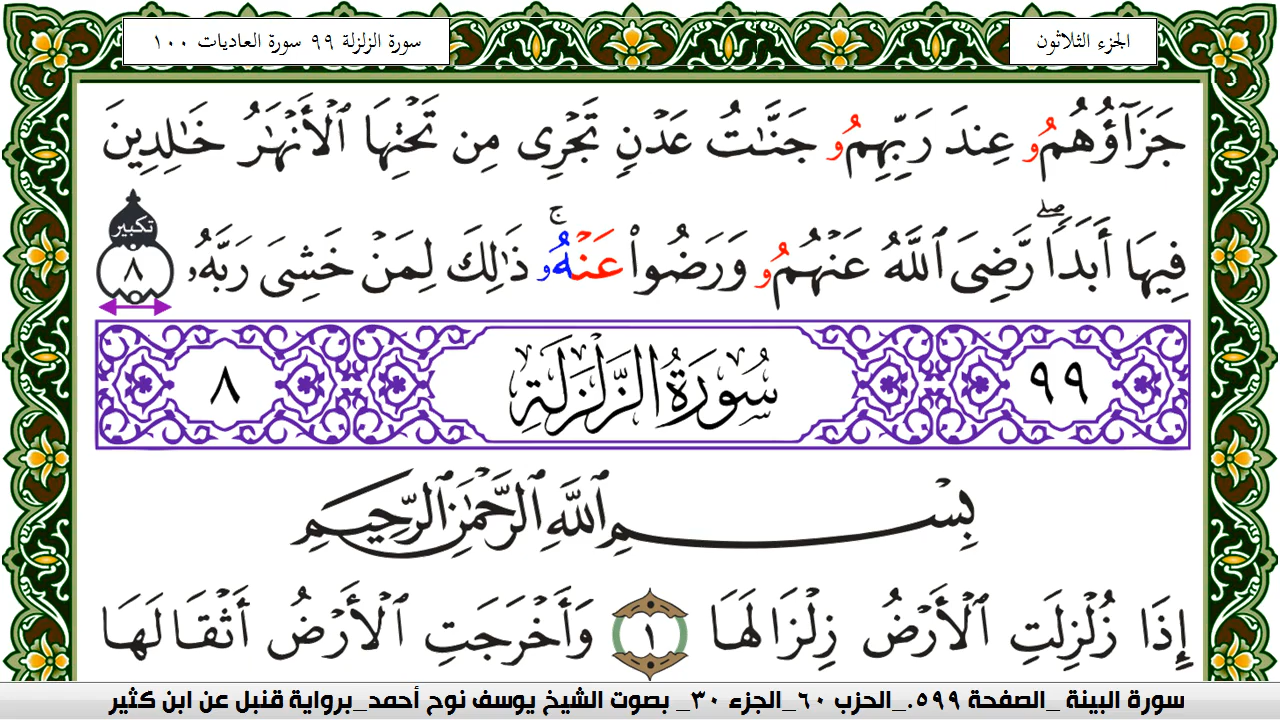 الجزء الثلاثون
سورة الزلزلة ٩٩ سورة العاديات ١٠٠
جَزَآؤُهُمُۥ عِندَ رَبِّهِمُۥ جَنَّٰتُ عَدۡنٖ تَجۡرِي مِن تَحۡتِهَا ٱلۡأَنۡهَٰرُ خَٰلِدِينَ
فِيهَا أَبَدٗاۖ رَّضِيَ ٱللَّهُ عَنۡهُمُۥ وَرَضُواْ عَنۡهُۥۚ ذَٰلِكَ لِمَنۡ خَشِيَ رَبَّهُۥ ٨ تكبير
٩٩ سُورَةُ الزَّلْزَلَةِ ٨
بِسۡمِ ٱللَّهِ ٱلرَّحۡمَٰنِ ٱلرَّحِيمِ
إِذَا زُلۡزِلَتِ ٱلۡأَرۡضُ زِلۡزَالَهَا ١ وَأَخۡرَجَتِ ٱلۡأَرۡضُ أَثۡقَالَهَا
سورة البينة _الصفحة ٥٩٩._الحزب ٦٠_الجزء ٣٠_ بصوت الشيخ يوسف نوح أحمد_برواية قنبل عن ابن كثير